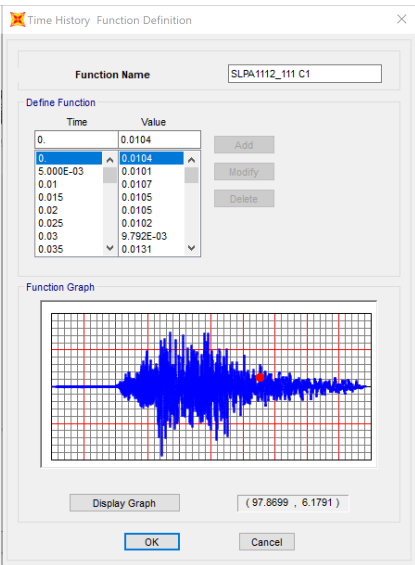 Time History Function Definition
Function Name SLPA1112_111 C1
Define Function
Time Value
0. 0.0104 Add
0. 0.0104
5.000E-03 0.0101 Modify
0.01 0.0107
0.015 0.0105 Delete
0.02 0.0105
0.025 0.0102
0.03 9.792E-03
0.035 0.0131
Function Graph
Display Graph ( 97.8699 , 6.1791 )
OK Cancel